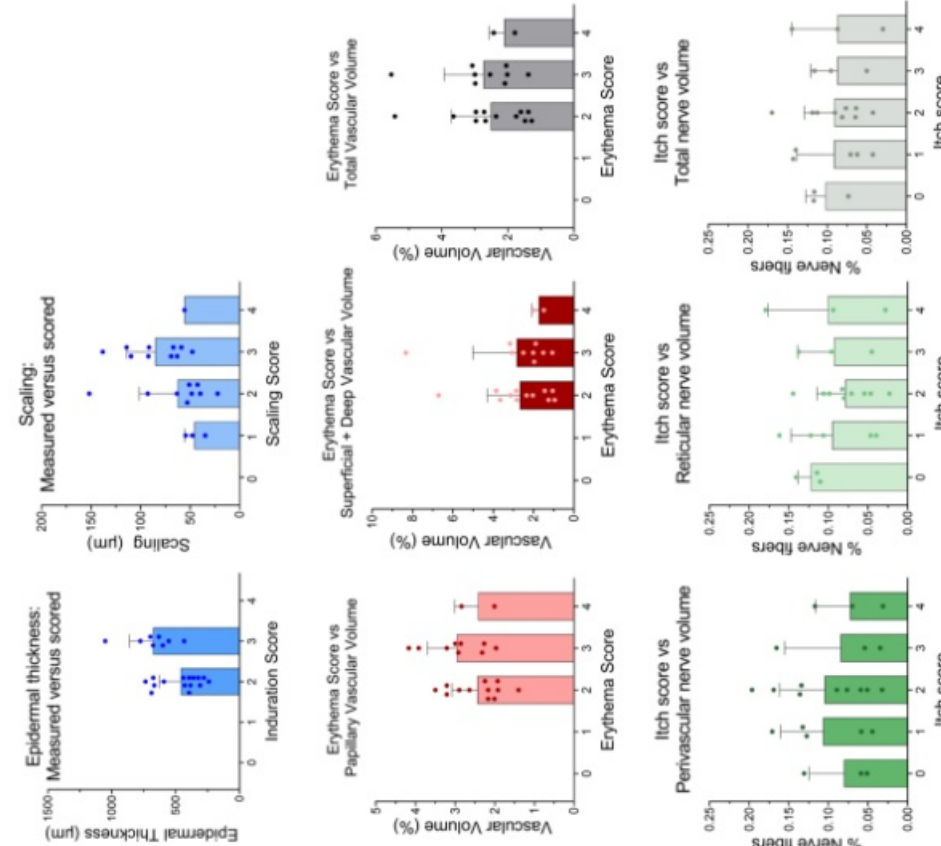 Epidermal thickness:
Measured versus scored
Epidermal Thickness (µm)
1500
1000
500
0
0 1 2 3 4
Induration Score
Scaling:
Measured versus scored
Scaling (µm)
200
150
100
50
0
0 1 2 3 4
Scaling Score
Erythema Score vs
Papillary Vascular Volume
Vascular Volume (%)
5
4
3
2
1
0
0 1 2 3 4
Erythema Score
Erythema Score vs
Superficial + Deep Vascular Volume
Vascular Volume (%)
10
8
6
4
2
0
0 1 2 3 4
Erythema Score
Erythema Score vs
Total Vascular Volume
Vascular Volume (%)
6
4
2
0
0 1 2 3 4
Erythema Score
Itch score vs
Perivascular nerve volume
% Nerve fibers
0.25
0.20
0.15
0.10
0.05
0.00
0 1 2 3 4
Itch score
Itch score vs
Reticular nerve volume
% Nerve fibers
0.25
0.20
0.15
0.10
0.05
0.00
0 1 2 3 4
Itch score
Itch score vs
Total nerve volume
% Nerve fibers
0.25
0.20
0.15
0.10
0.05
0.00
0 1 2 3 4
Itch score